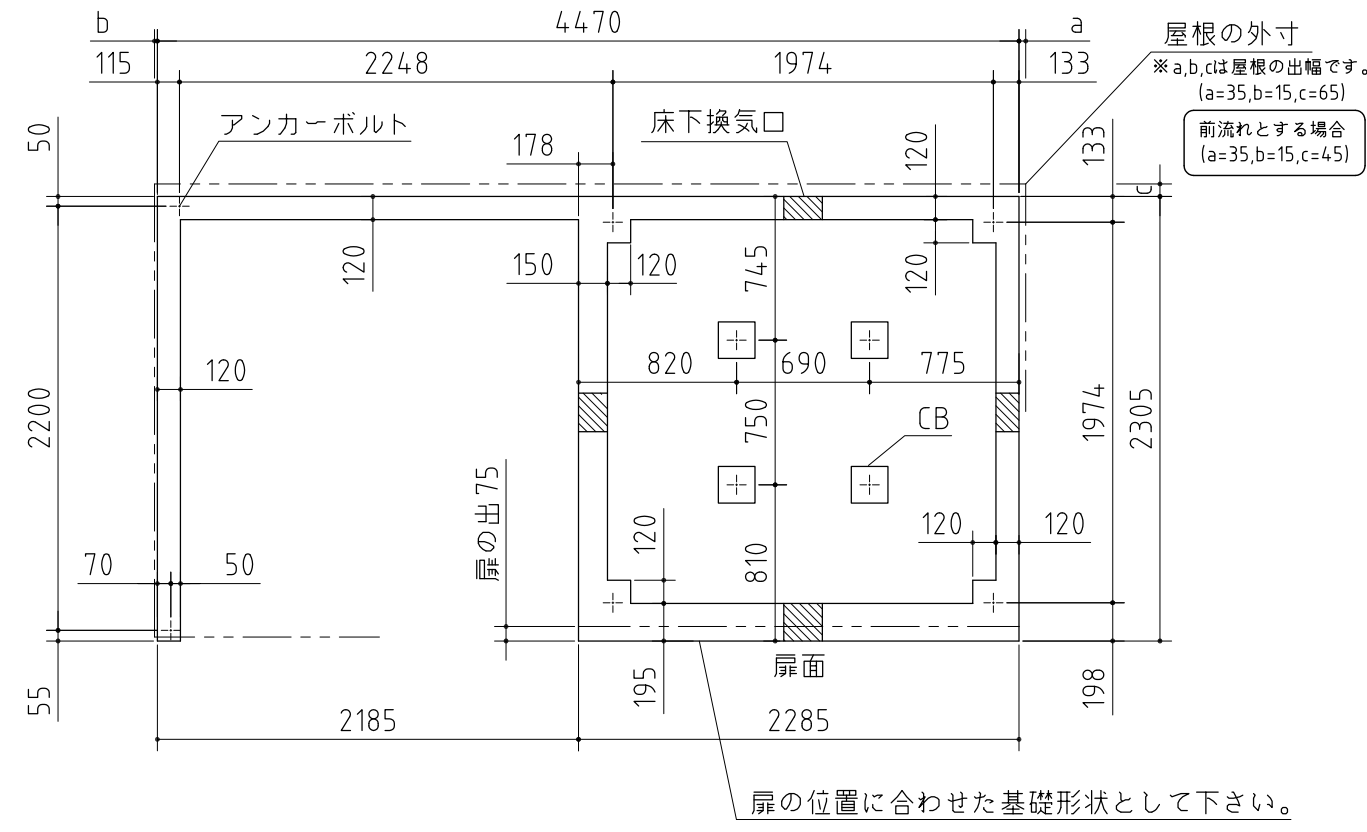 b
4470
a
屋根の外寸
115
2248
1974
133
※a,b,cは屋根の出幅です。
(a=35,b=15,c=65)
前流れとする場合
(a=35,b=15,c=45)
50
アンカーボルト
178
床下換気口
120
133
c
120
150
120
745
120
820
690
775
120
2200
750
CB
1974
2305
扉の出 75
120
810
120
120
70
50
扉面
55
195
198
2185
2285
扉の位置に合わせた基礎形状として下さい。